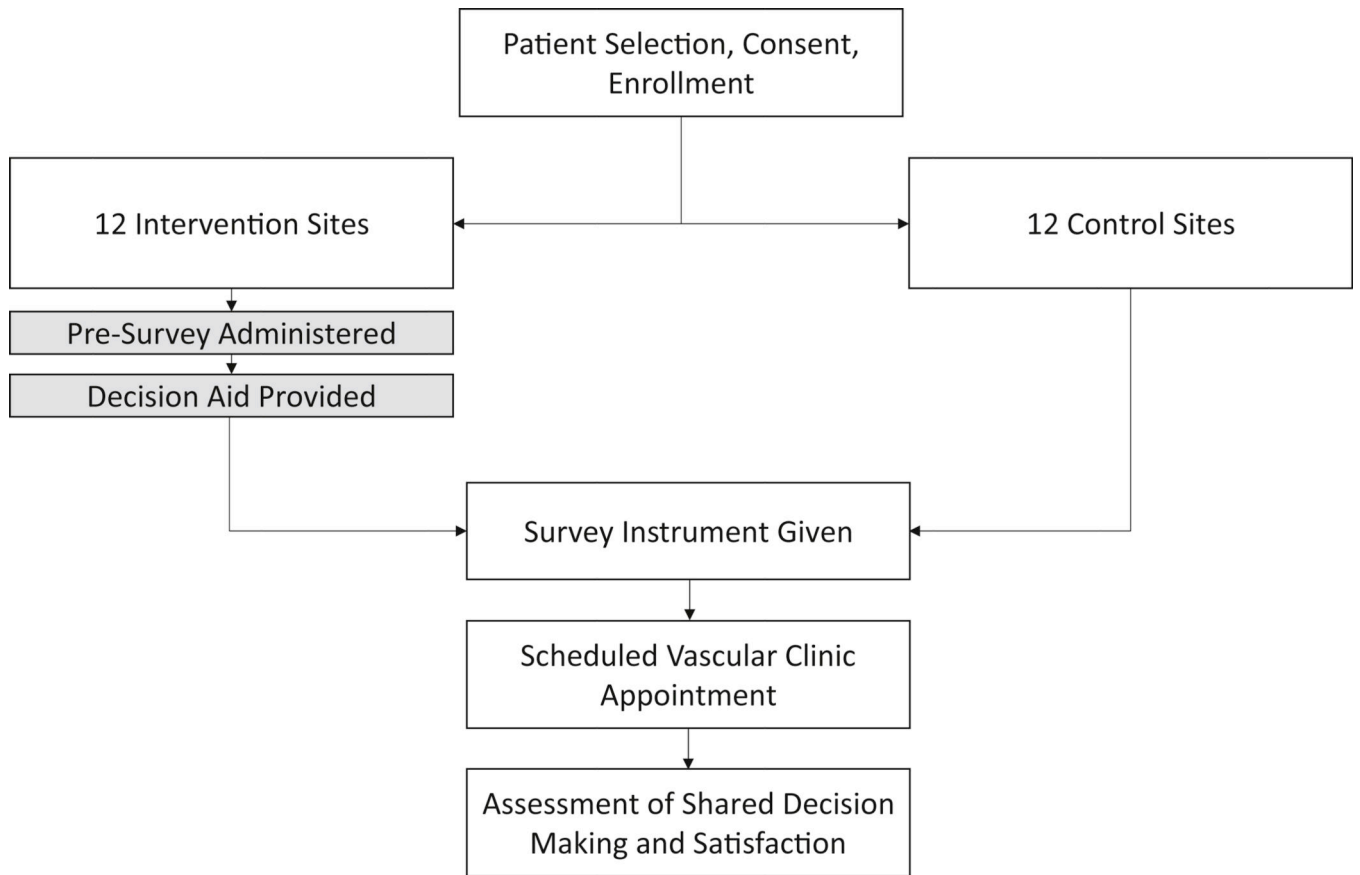 Patient Selection, Consent,
Enrollment
12 Intervention Sites
12 Control Sites
Pre-Survey Administered
Decision Aid Provided
Survey Instrument Given
Scheduled Vascular Clinic
Appointment
Assessment of Shared Decision
Making and Satisfaction